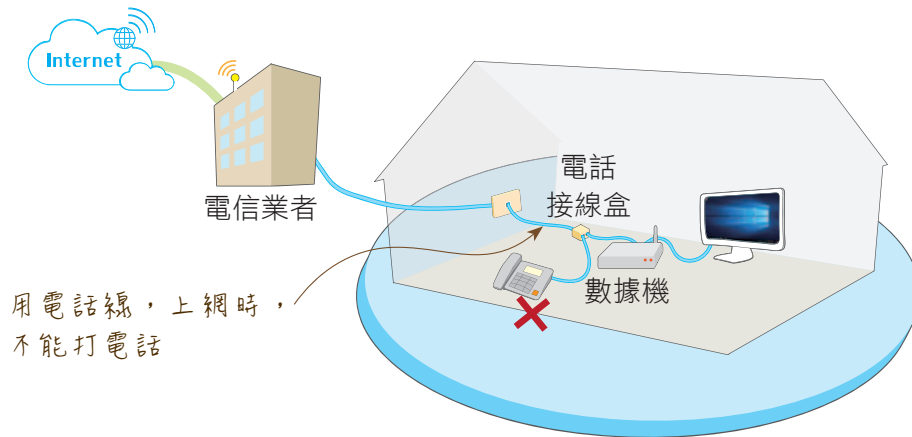 Internet
電信業者
電話
接線盒
數據機
用電話線，上網時，
不能打電話